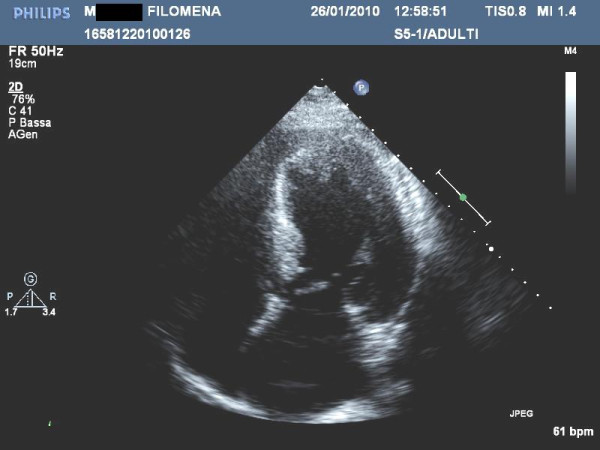 PHILIPS M FILOMENA 26/01/2010 12:58:51 TIS0.8 MI 1.4
16581220100126 S5-1/ADULTI
FR 50Hz
19cm
M4
2D
76%
C 41
P Bassa
AGen
P
G
P R
1.7 3.4
JPEG
61 bpm